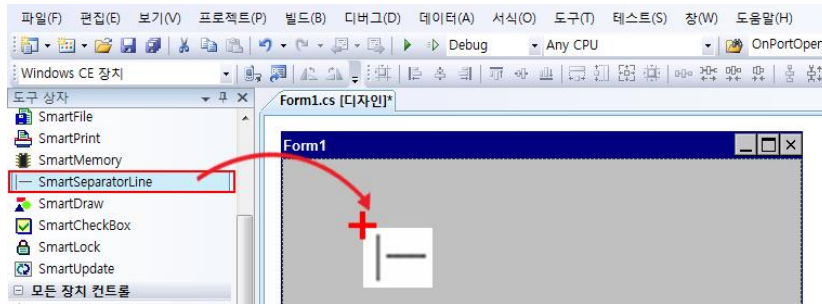 파일(F) 편집(E) 보기(V) 프로젝트(P) 빌드(B) 디버그(D) 데이터(A) 서식(O) 도구(T) 테스트(S) 창(W) 도움말(H)
Debug Any CPU OnPortOpen
Windows CE 장치
도구 상자
Form1.cs [디자인]*
SmartFile
SmartPrint
Form1
SmartMemory
SmartSeparatorLine
SmartDraw
SmartCheckBox
SmartLock
SmartUpdate
모든 장치 컨트롤